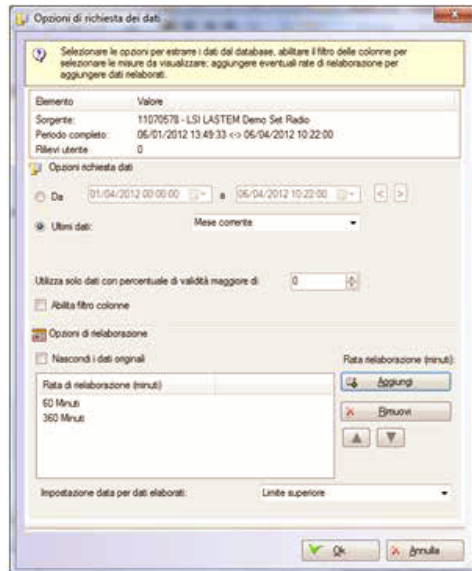 Opzioni di richiesta dei dati
Selezionare le opzioni per estrarre i dati dal database, abilitare il filtro delle colonne per
selezionare le misure da visualizzare; aggiungere eventuali rate di rielaborazione per
aggiungere dati rielaborati.
Elemento Valore
Sorgente: 11070578 - LSI LASTEM Demo Set Radio
Periodo completo: 06/01/2012 13:49:33 <-> 06/04/2012 10:22:00
Rilievi utente 0
Opzioni richiesta dati
Da 01/04/2012 00:00:00 a 06/04/2012 10:22:00 < >
Ultimi dati: Mese corrente
Utilizza solo dati con percentuale di validità maggiore di 0
Abilita filtro colonne
Opzioni di rielaborazione
Nascondi i dati originali
Rata rielaborazione (minuti):
Rata di rielaborazione (minuti)
Aggiungi
60 Minuti
360 Minuti
Rimuovi
Impostazione data per dati elaborati: Limite superiore
Ok Annulla